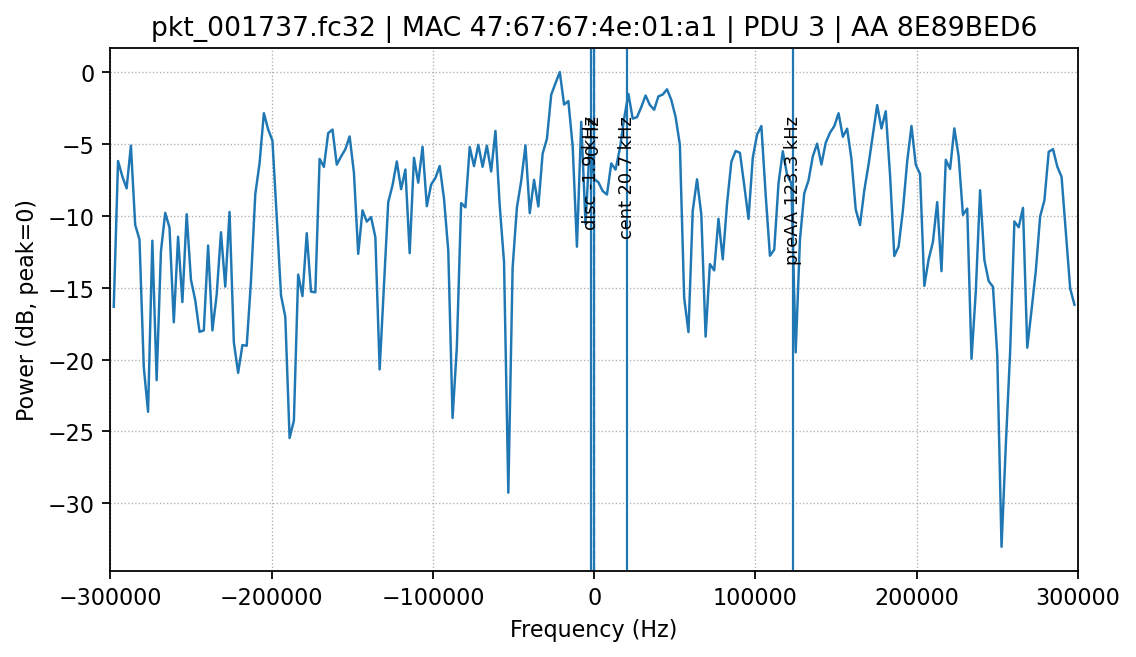 pkt_001737.fc32 | MAC 47:67:67:4e:01:a1 | PDU 3 | AA 8E89BED6
Power (dB, peak=0)
0
−5
−10
−15
−20
−25
−30
disc -1.9kHz
cent 20.7 kHz
preAA 123.3 kHz
−300000
−200000
−100000
0
100000
200000
300000
Frequency (Hz)